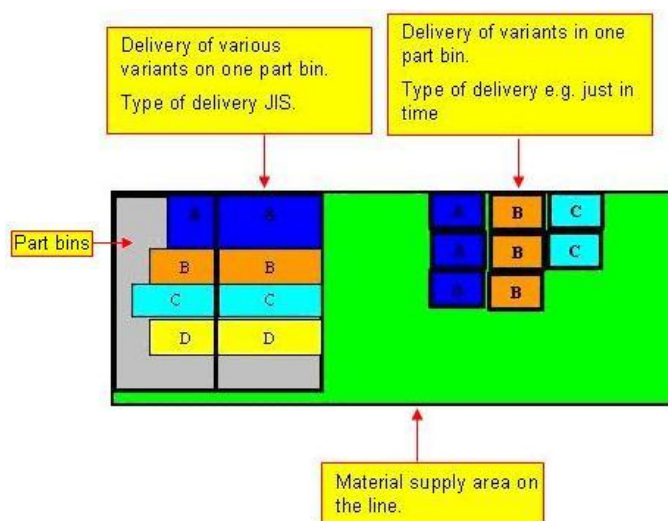 Delivery of various
variants on one part bin.
Type of delivery JIS.
Delivery of variants in one
part bin.
Type of delivery e.g. just in
time
Part bins
A A
B B
C C
D D
A B C
A B C
A B
Material supply area on
the line.